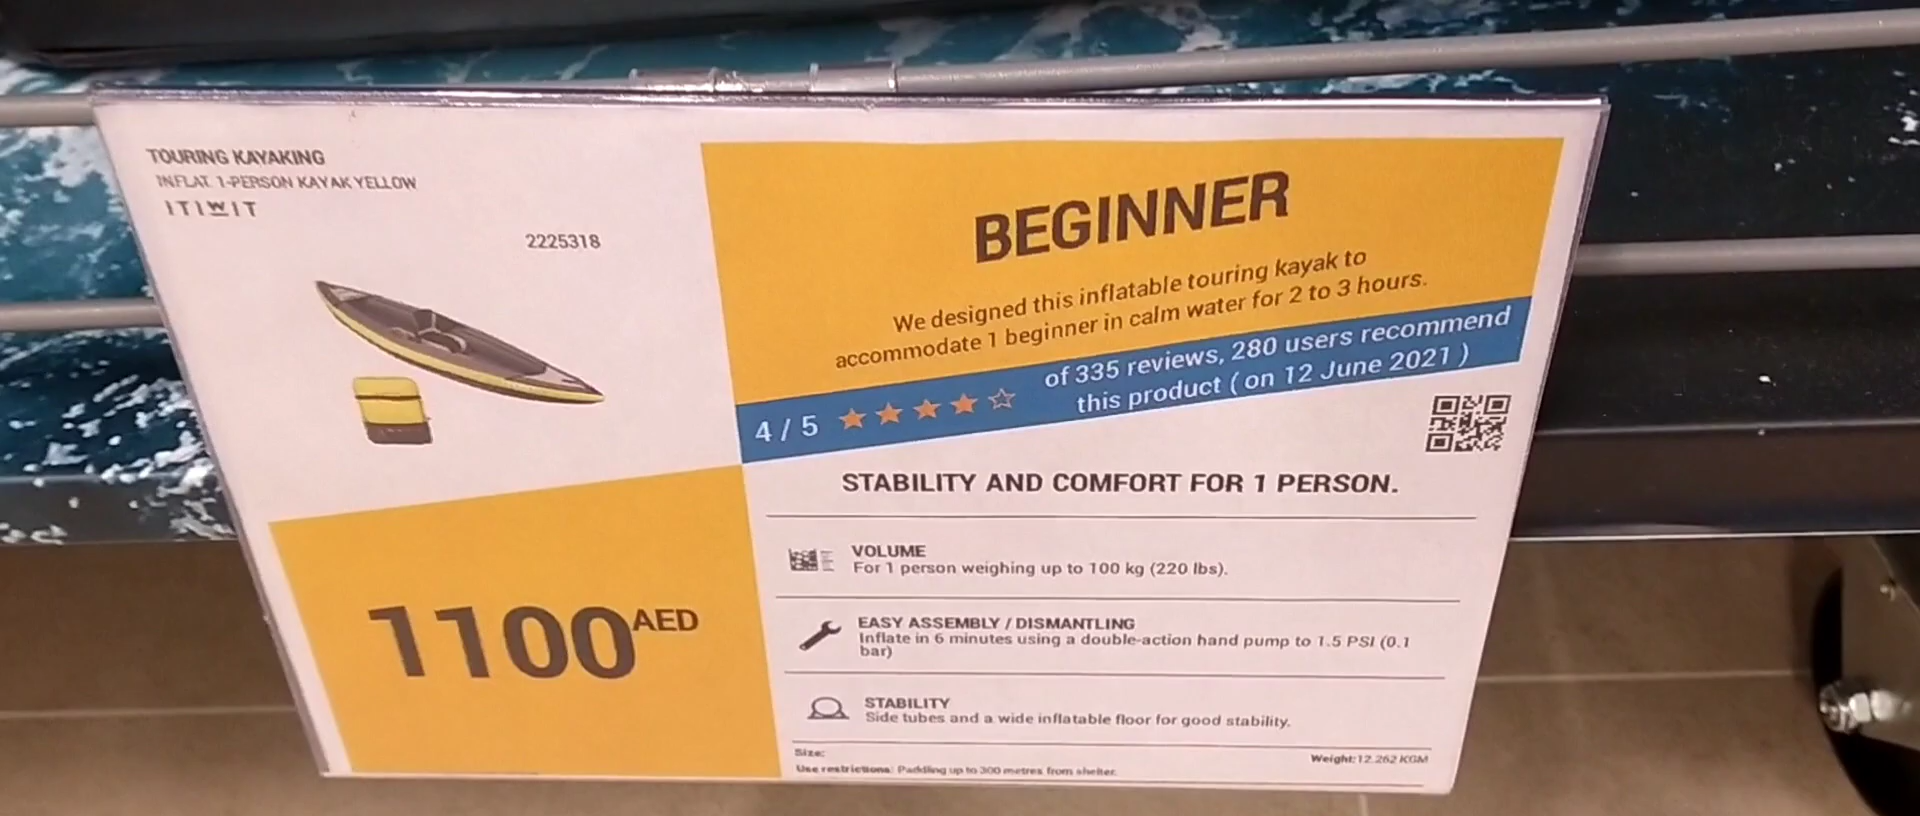 TOURING KAYAKING
INFLAT. 1-PERSON KAYAK YELLOW
ITIWIT
2225318
BEGINNER
We designed this inflatable touring kayak to
accommodate 1 beginner in calm water for 2 to 3 hours.
4 / 5
of 335 reviews, 280 users recommend
this product ( on 12 June 2021 )
STABILITY AND COMFORT FOR 1 PERSON.
VOLUME
For 1 person weighing up to 100 kg (220 lbs).
EASY ASSEMBLY / DISMANTLING
Inflate in 6 minutes using a double-action hand pump to 1.5 PSI (0.1
bar)
STABILITY
Side tubes and a wide inflatable floor for good stability.
Size:
Weight:12.262 KGM
Use restrictions: Paddling up to 300 metres from shelter.
1100 AED